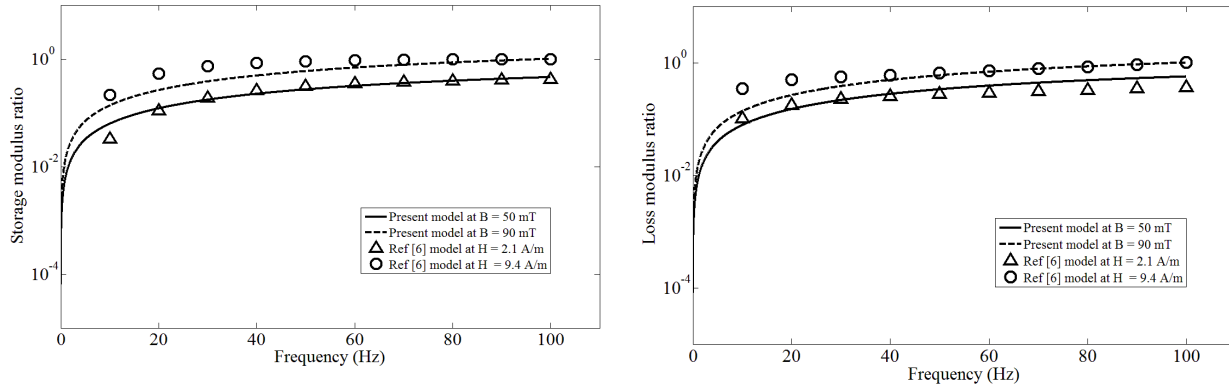 10^0
10^-2
10^-4
Storage modulus ratio
Present model at B = 50 mT
Present model at B = 90 mT
Ref [6] model at H = 2.1 A/m
Ref [6] model at H = 9.4 A/m
0 20 40 60 80 100
Frequency (Hz)
10^0
10^-2
10^-4
Loss modulus ratio
Present model at B = 50 mT
Present model at B = 90 mT
Ref [6] model at H = 2.1 A/m
Ref [6] model at H = 9.4 A/m
0 20 40 60 80 100
Frequency (Hz)